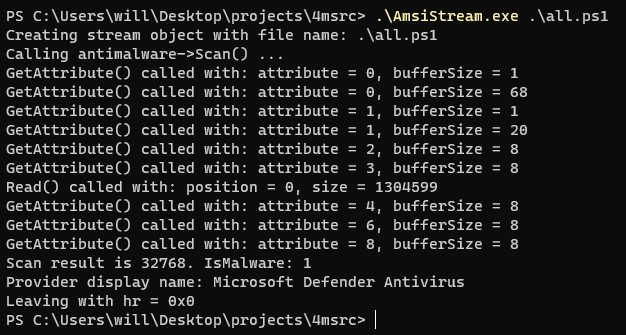 PS C:\Users\will\Desktop\projects\4msrc> .\AmsiStream.exe .\all.ps1
Creating stream object with file name: .\all.ps1
Calling antimalware->Scan() ...
GetAttribute() called with: attribute = 0, bufferSize = 1
GetAttribute() called with: attribute = 0, bufferSize = 68
GetAttribute() called with: attribute = 1, bufferSize = 1
GetAttribute() called with: attribute = 1, bufferSize = 20
GetAttribute() called with: attribute = 2, bufferSize = 8
GetAttribute() called with: attribute = 3, bufferSize = 8
Read() called with: position = 0, size = 1304599
GetAttribute() called with: attribute = 4, bufferSize = 8
GetAttribute() called with: attribute = 6, bufferSize = 8
GetAttribute() called with: attribute = 8, bufferSize = 8
Scan result is 32768. IsMalware: 1
Provider display name: Microsoft Defender Antivirus
Leaving with hr = 0x0
PS C:\Users\will\Desktop\projects\4msrc>